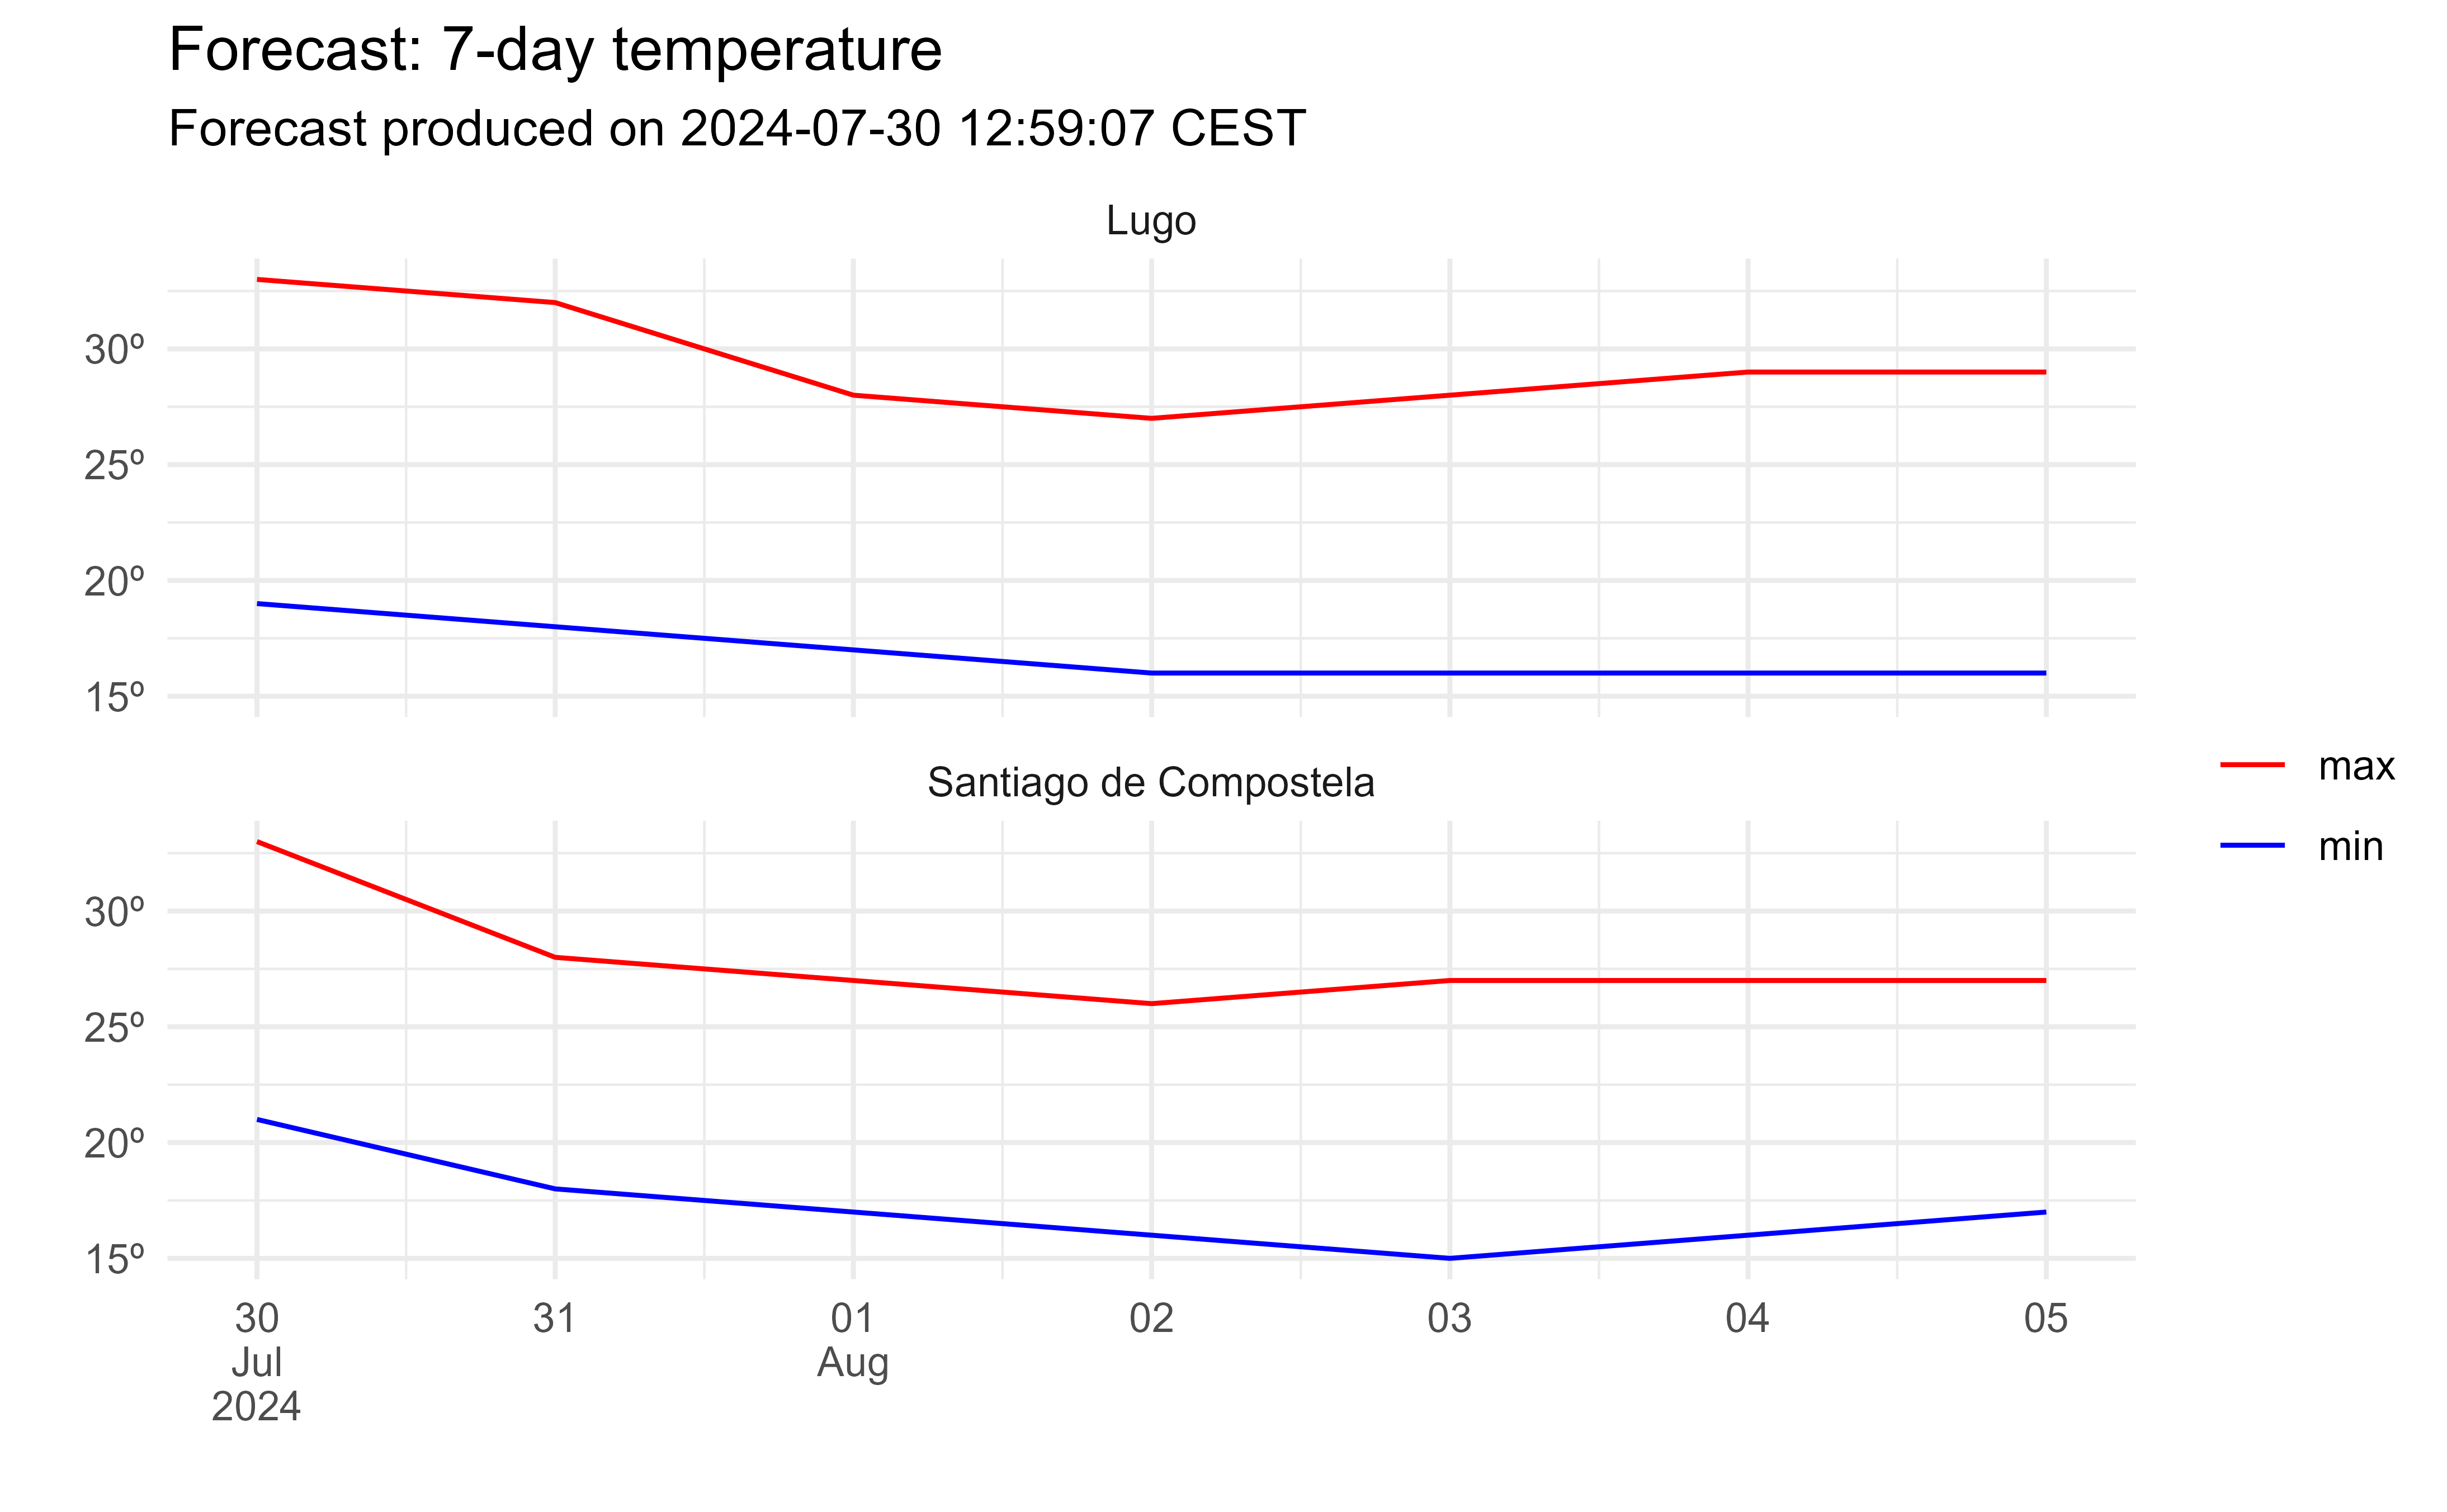 Forecast: 7-day temperature
Forecast produced on 2024-07-30 12:59:07 CEST
Lugo
30º
25º
20º
15º
Santiago de Compostela
30º
25º
20º
15º
30 31 01 02 03 04 05
Jul Aug
2024
max
min